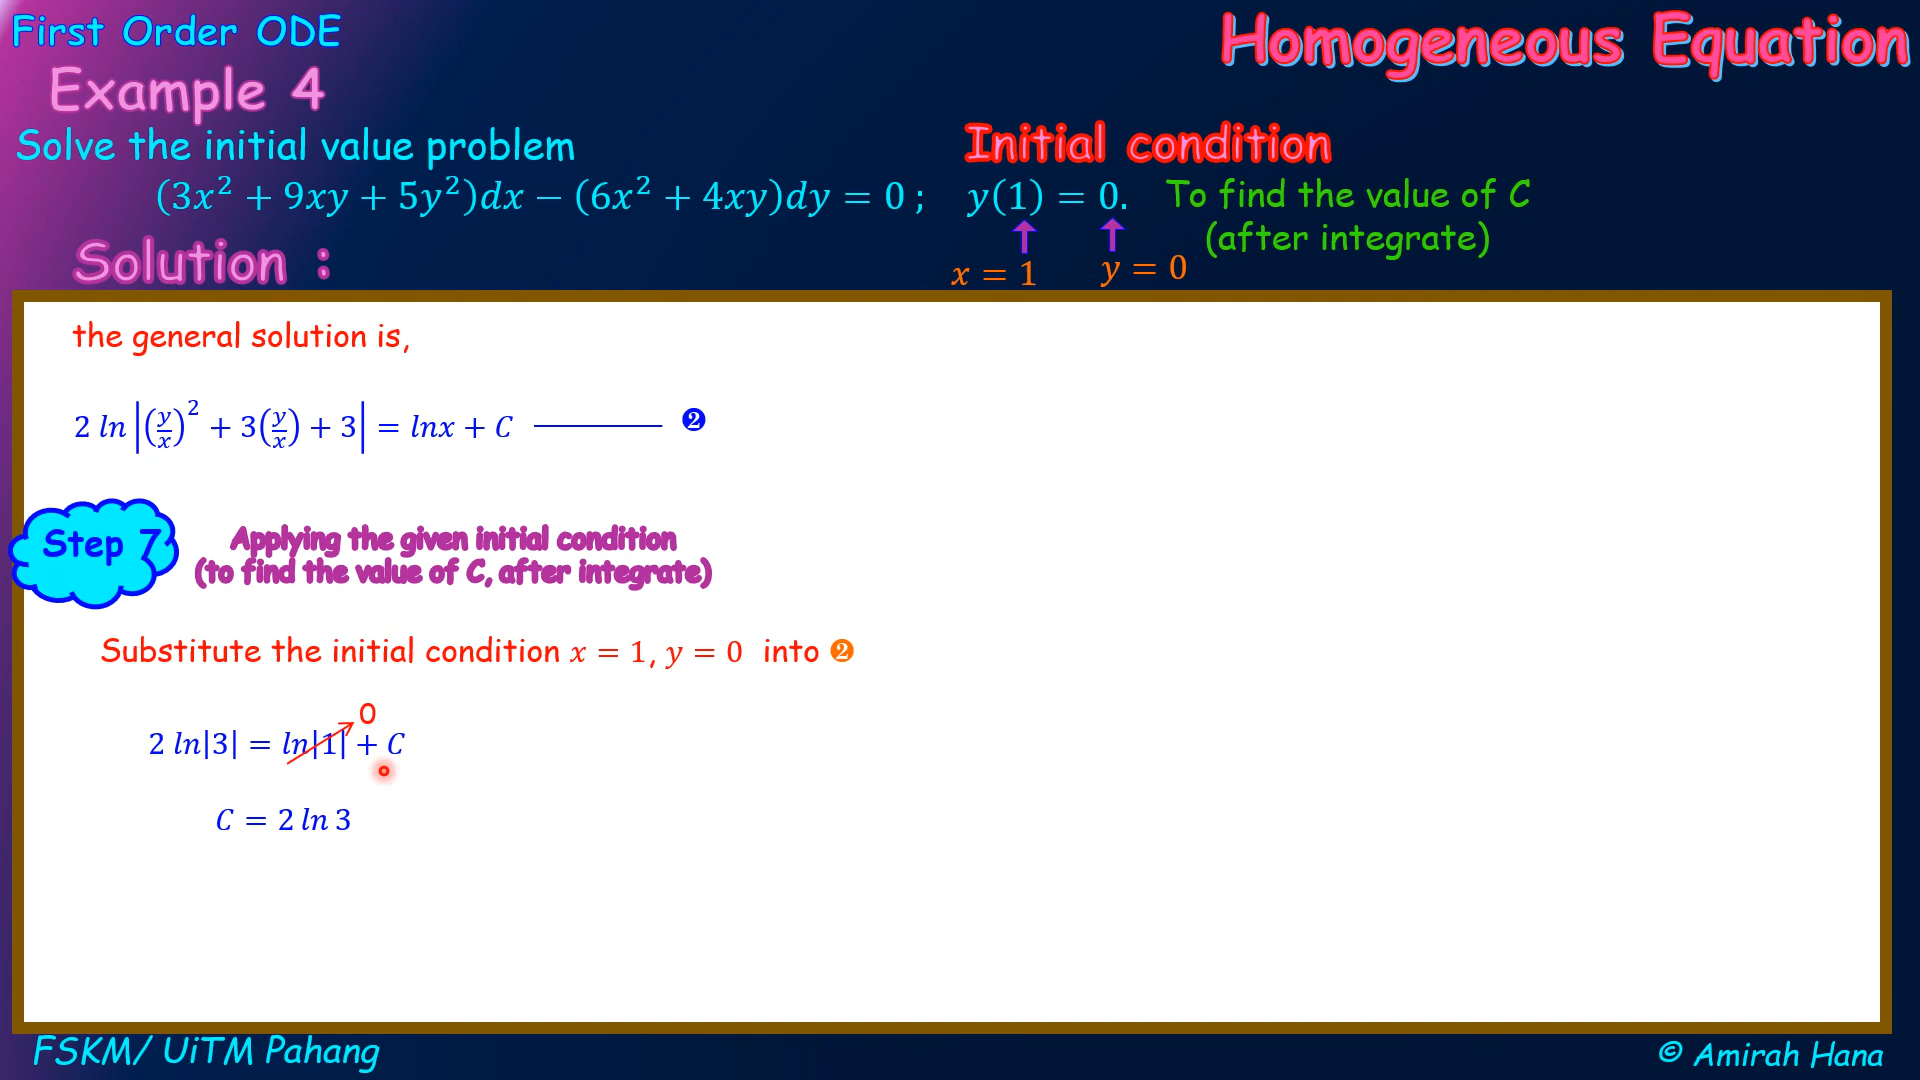 First Order ODE
Homogeneous Equation
Example 4
Solve the initial value problem
Initial condition
(3x² + 9xy + 5y²)dx − (6x² + 4xy)dy = 0 ; y(1) = 0. To find the value of C
(after integrate)
Solution :
x = 1 y = 0
the general solution is,
2 ln|(y/x)² + 3(y/x) + 3| = lnx + C ——— ❷
Step 7
Applying the given initial condition
(to find the value of C, after integrate)
Substitute the initial condition x = 1, y = 0 into ❷
0
2 ln|3| = ln|1| + C
C = 2 ln 3
FSKM/ UiTM Pahang
© Amirah Hana